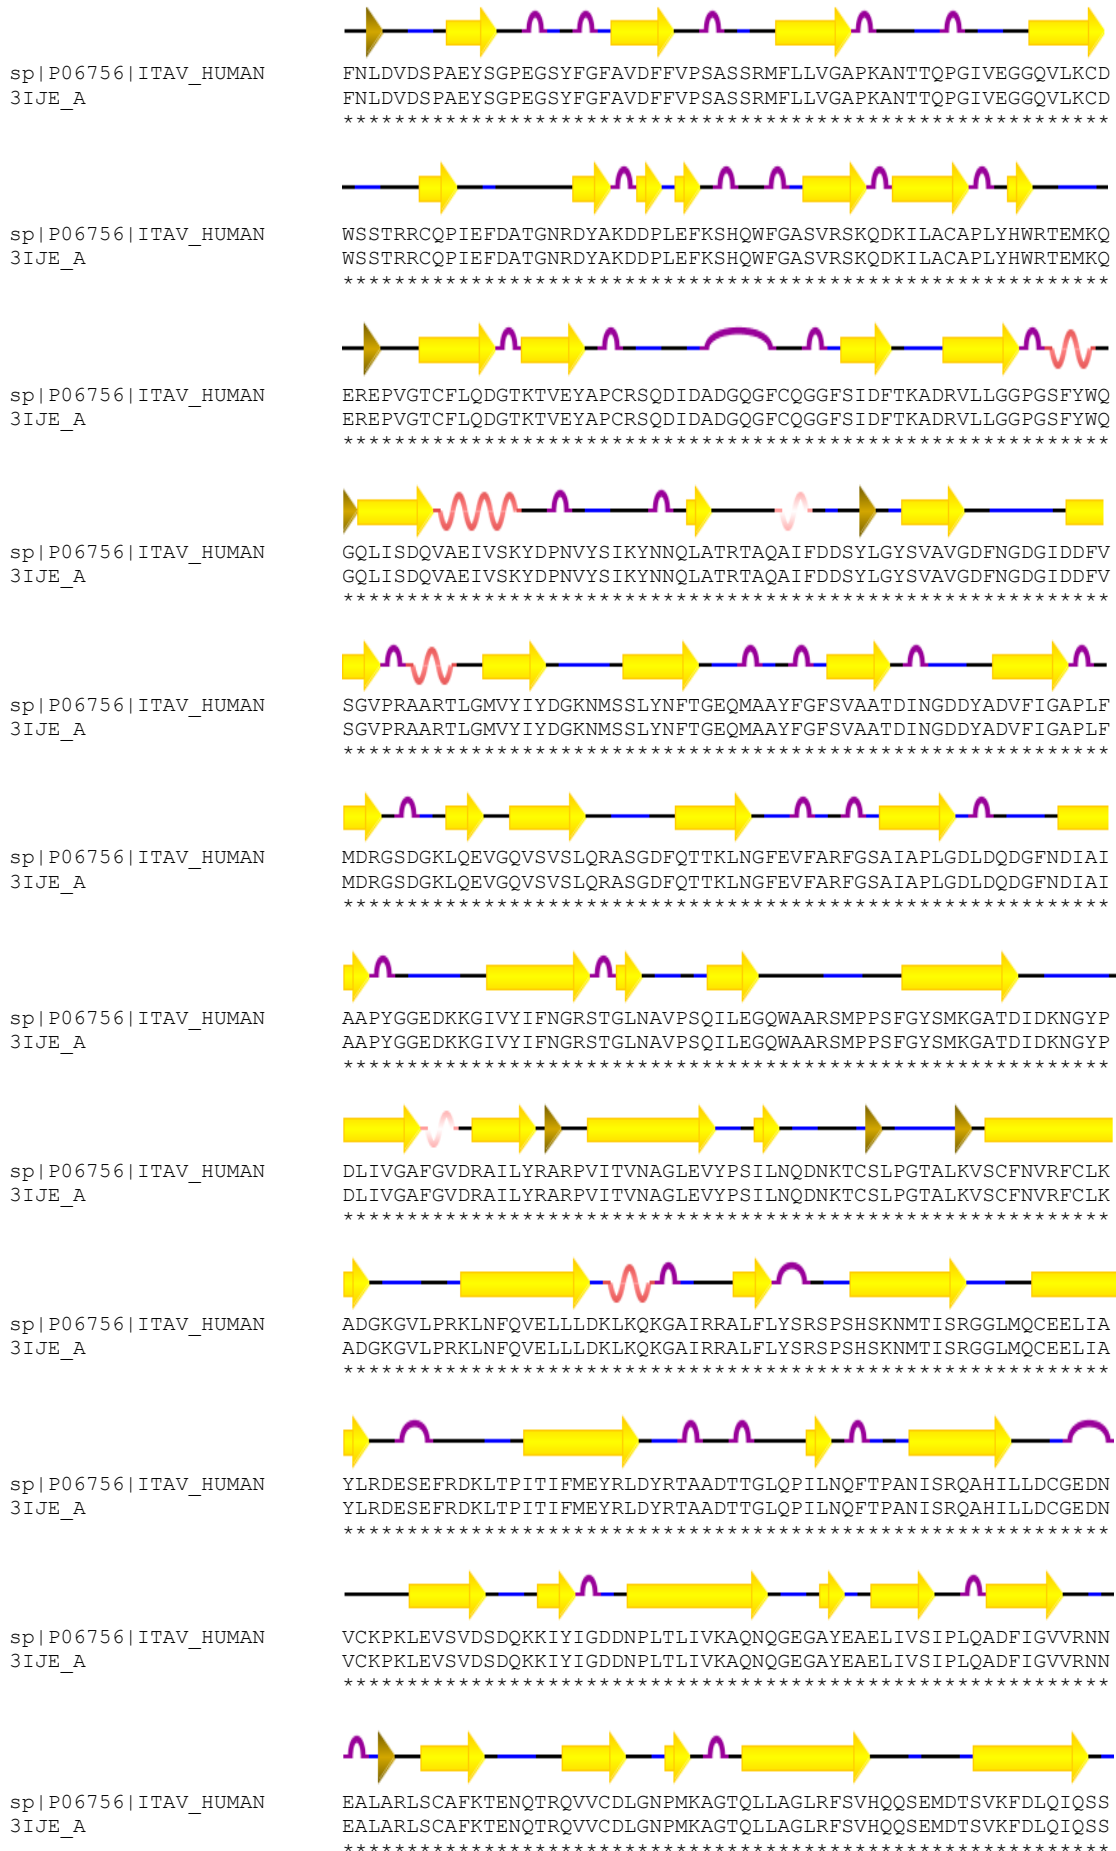 sp|P06756|ITAV_HUMAN FNLDVDSPAEYSGPEGSYFGFAVDFFVPSASSRMFLLVGAPKANTTQPGIVEGGQVLKCD
3IJE_A FNLDVDSPAEYSGPEGSYFGFAVDFFVPSASSRMFLLVGAPKANTTQPGIVEGGQVLKCD
************************************************************
sp|P06756|ITAV_HUMAN WSSTRRCQPIEFDATGNRDYAKDDPLEFKSHQWFGASVRSKQDKILACAPLYHWRTEMKQ
3IJE_A WSSTRRCQPIEFDATGNRDYAKDDPLEFKSHQWFGASVRSKQDKILACAPLYHWRTEMKQ
************************************************************
sp|P06756|ITAV_HUMAN EREPVGTCFLQDGTKTVEYAPCRSQDIDADGQGFCQGGFSIDFTKADRVLLGGPGSFYWQ
3IJE_A EREPVGTCFLQDGTKTVEYAPCRSQDIDADGQGFCQGGFSIDFTKADRVLLGGPGSFYWQ
************************************************************
sp|P06756|ITAV_HUMAN GQLISDQVAEIVSKYDPNVYSIKYNNQLATRTAQAIFDDSYLGYSVAVGDFNGDGIDDFV
3IJE_A GQLISDQVAEIVSKYDPNVYSIKYNNQLATRTAQAIFDDSYLGYSVAVGDFNGDGIDDFV
************************************************************
sp|P06756|ITAV_HUMAN SGVPRAARTLGMVYIYDGKNMSSLYNFTGEQMAAYFGFSVAATDINGDDYADVFIGAPLF
3IJE_A SGVPRAARTLGMVYIYDGKNMSSLYNFTGEQMAAYFGFSVAATDINGDDYADVFIGAPLF
************************************************************
sp|P06756|ITAV_HUMAN MDRGSDGKLQEVGQVSVSLQRASGDFQTTKLNGFEVFARFGSAIAPLGDLDQDGFNDIAI
3IJE_A MDRGSDGKLQEVGQVSVSLQRASGDFQTTKLNGFEVFARFGSAIAPLGDLDQDGFNDIAI
************************************************************
sp|P06756|ITAV_HUMAN AAPYGGEDKKGIVYIFNGRSTGLNAVPSQILEGQWAARSMPPSFGYSMKGATDIDKNGYP
3IJE_A AAPYGGEDKKGIVYIFNGRSTGLNAVPSQILEGQWAARSMPPSFGYSMKGATDIDKNGYP
************************************************************
sp|P06756|ITAV_HUMAN DLIVGAFGVDRAILYRARPVITVNAGLEVYPSILNQDNKTCSLPGTALKVSCFNVRFCLK
3IJE_A DLIVGAFGVDRAILYRARPVITVNAGLEVYPSILNQDNKTCSLPGTALKVSCFNVRFCLK
************************************************************
sp|P06756|ITAV_HUMAN ADGKGVLPRKLNFQVELLLDKLKQKGAIRRALFLYSRSPSHSKNMTISRGGLMQCEELIA
3IJE_A ADGKGVLPRKLNFQVELLLDKLKQKGAIRRALFLYSRSPSHSKNMTISRGGLMQCEELIA
************************************************************
sp|P06756|ITAV_HUMAN YLRDESEFRDKLTPITIFMEYRLDYRTAADTTGLQPILNQFTPANISRQAHILLDCGEDN
3IJE_A YLRDESEFRDKLTPITIFMEYRLDYRTAADTTGLQPILNQFTPANISRQAHILLDCGEDN
************************************************************
sp|P06756|ITAV_HUMAN VCKPKLEVSVDSDQKKIYIGDDNPLTLIVKAQNQGEGAYEAELIVSIPLQADFIGVVRNN
3IJE_A VCKPKLEVSVDSDQKKIYIGDDNPLTLIVKAQNQGEGAYEAELIVSIPLQADFIGVVRNN
************************************************************
sp|P06756|ITAV_HUMAN EALARLSCAFKTENQTRQVVCDLGNPMKAGTQLLAGLRFSVHQQSEMDTSVKFDLQIQSS
3IJE_A EALARLSCAFKTENQTRQVVCDLGNPMKAGTQLLAGLRFSVHQQSEMDTSVKFDLQIQSS
************************************************************